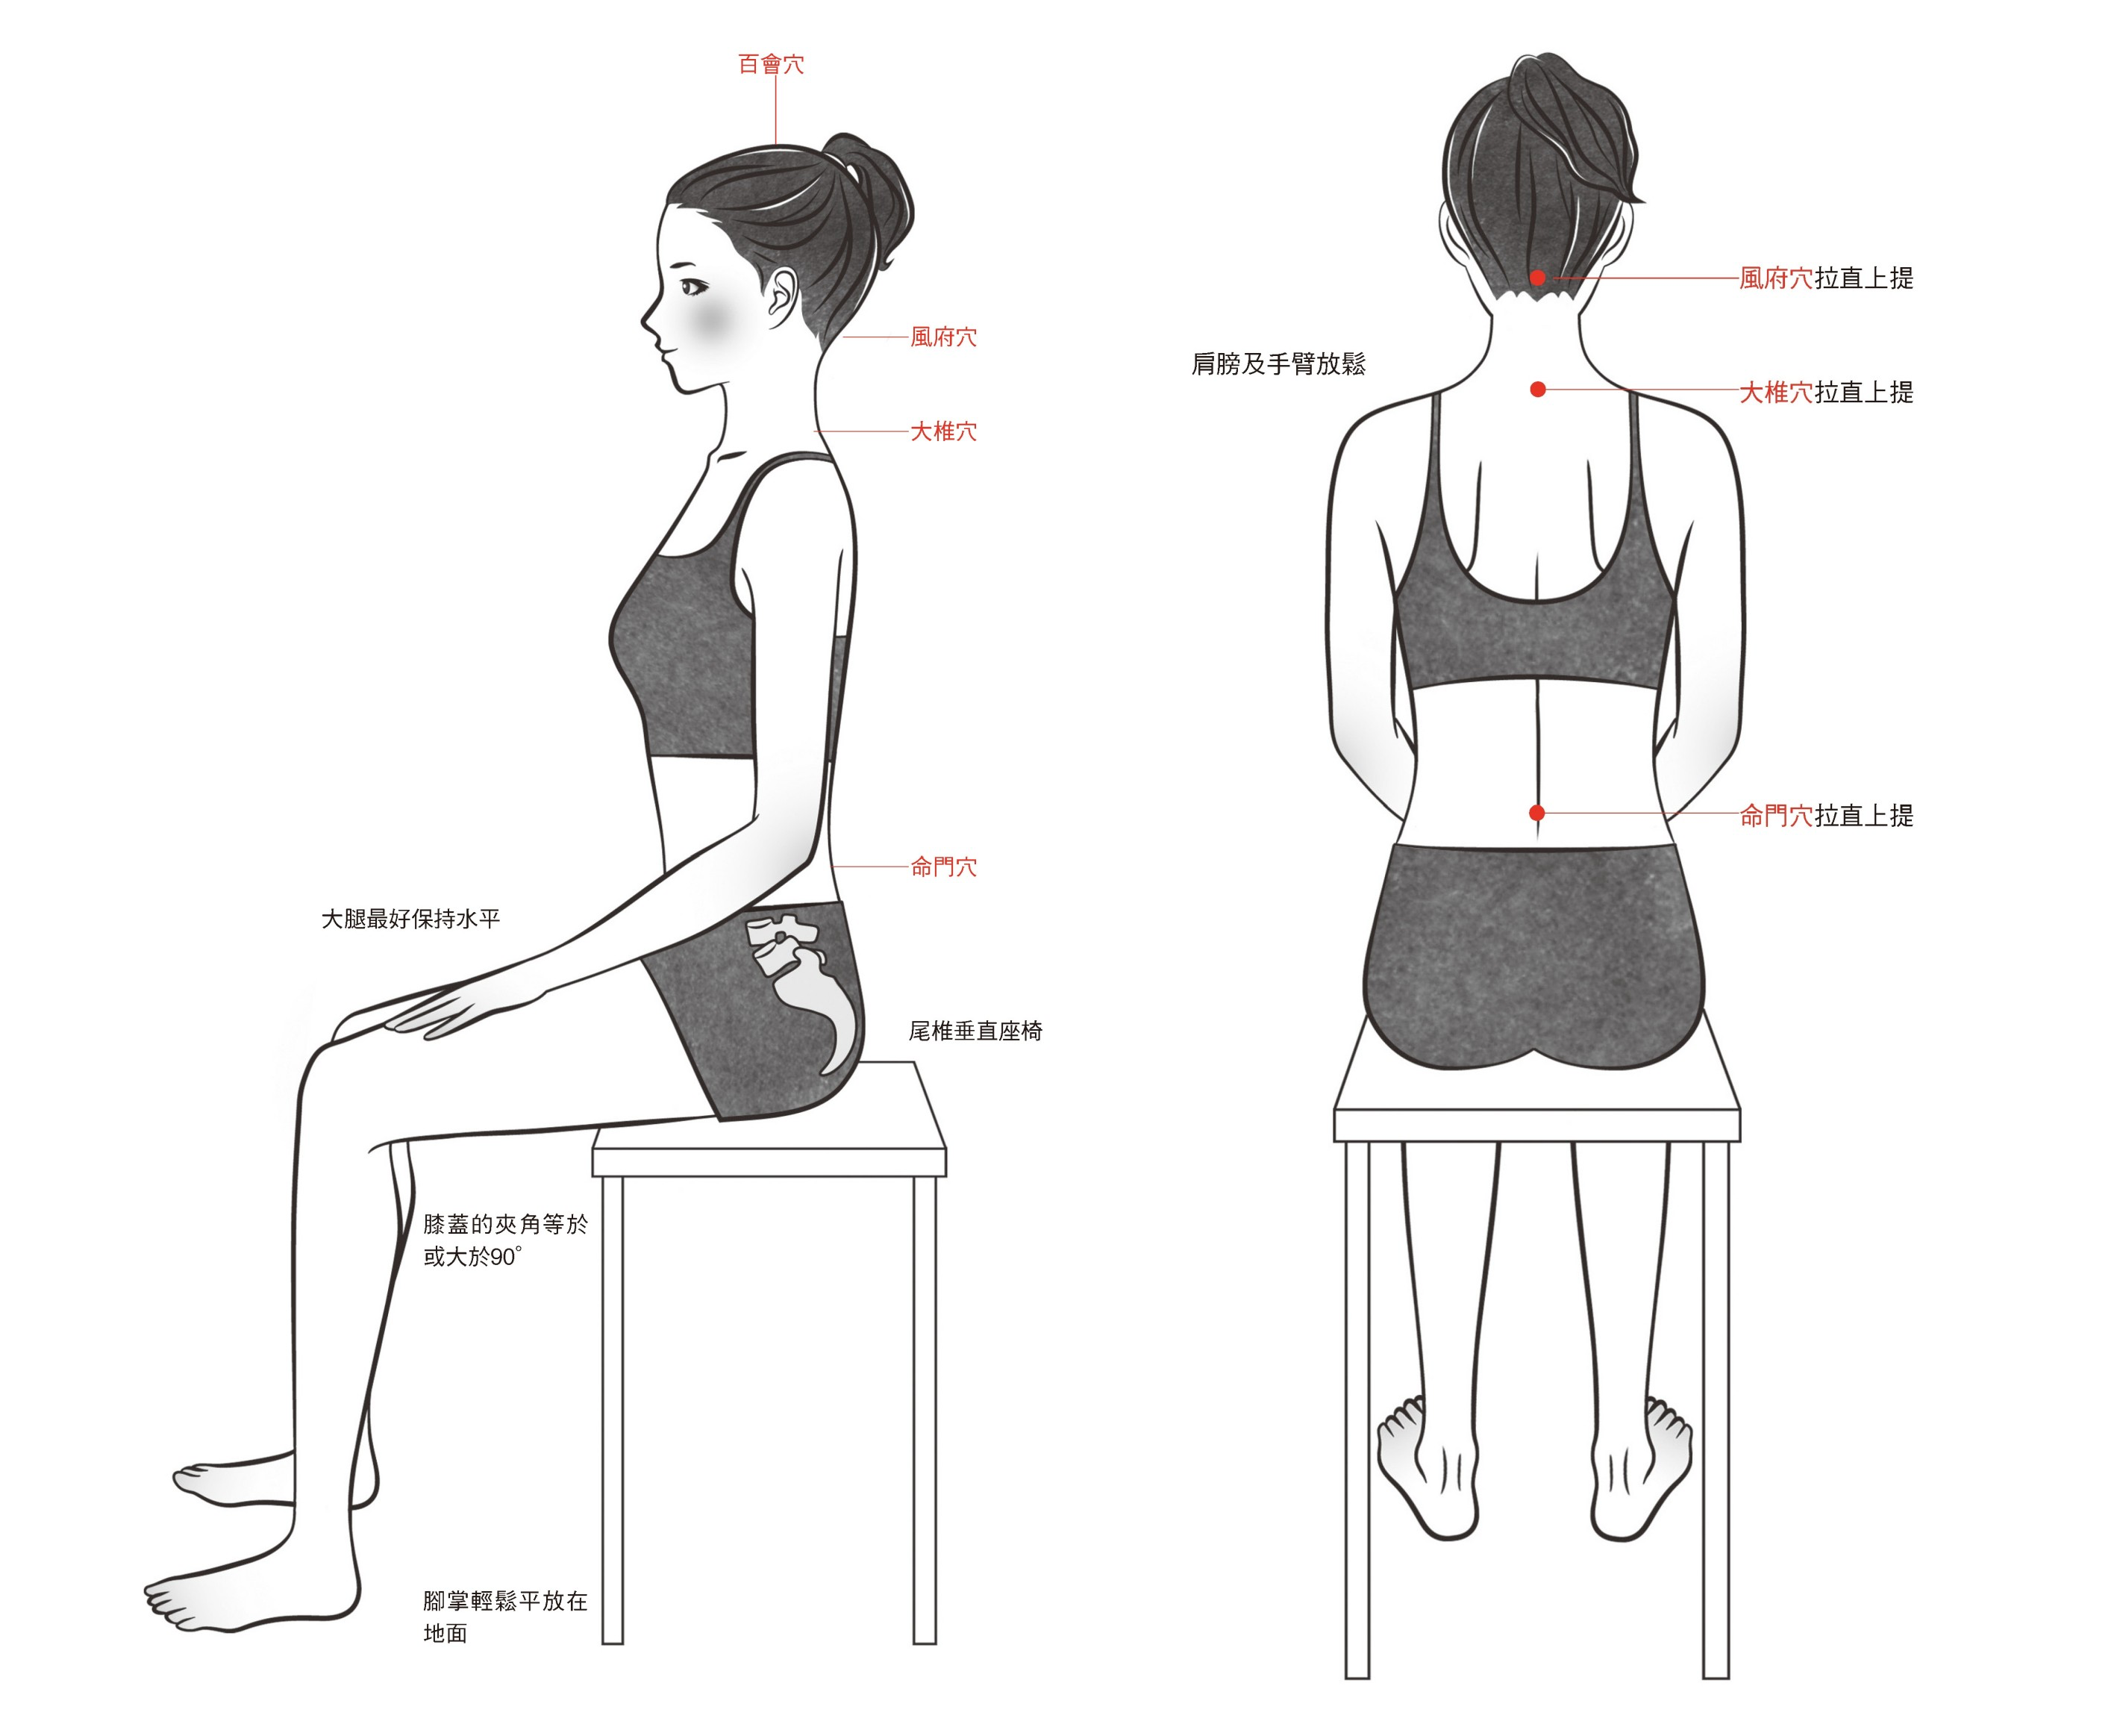 百會穴
風府穴
大椎穴
命門穴
大腿最好保持水平
尾椎垂直座椅
膝蓋的夾角等於
或大於90°
腳掌輕鬆平放在
地面
風府穴拉直上提
肩膀及手臂放鬆
大椎穴拉直上提
命門穴拉直上提